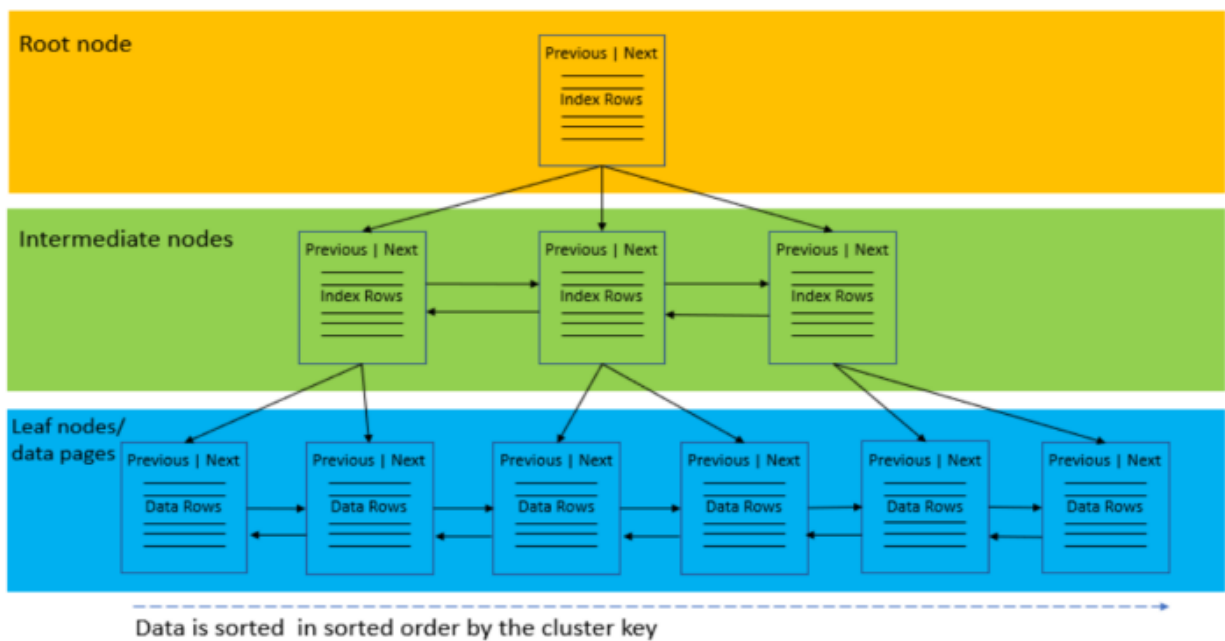 Root node
Previous | Next
Index Rows
Intermediate nodes
Previous | Next
Index Rows
Previous | Next
Index Rows
Previous | Next
Index Rows
Leaf nodes/
data pages
Previous | Next
Data Rows
Previous | Next
Data Rows
Previous | Next
Data Rows
Previous | Next
Data Rows
Previous | Next
Data Rows
Previous | Next
Data Rows
Data is sorted in sorted order by the cluster key